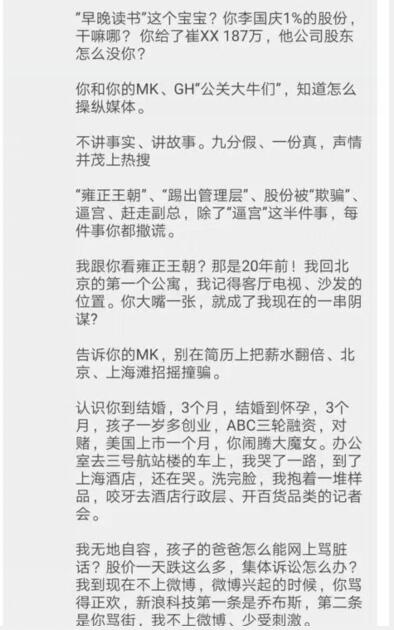 “早晚读书”这个宝宝？你李国庆1%的股份，
干嘛哪？ 你给了崔XX 187万，他公司股东
怎么没你？
你和你的MK、GH“公关大牛们”，知道怎么
操纵媒体。
不讲事实、讲故事。九分假、一份真，声情
并茂上热搜
“雍正王朝”、“踢出管理层”、股份被“欺骗”、
逼宫、赶走副总，除了“逼宫”这半件事，每
件事你都撒谎。
我跟你看雍正王朝？那是20年前！我回北
京的第一个公寓，我记得客厅电视、沙发的
位置。你大嘴一张，就成了我现在的一串阴
谋?
告诉你的MK，别在简历上把薪水翻倍、北
京、上海滩招摇撞骗。
认识你到结婚，3个月，结婚到怀孕，3个
月，孩子一岁多创业，ABC三轮融资，对
赌，美国上市一个月，你闹腾大魔女。办公
室去三号航站楼的车上，我哭了一路，到了
上海酒店，还在哭。洗完脸，我抱着一堆样
品，咬牙去酒店行政层、开百货品类的记者
会。
我无地自容，孩子的爸爸怎么能网上骂脏
话？股价一天跌这么多，集体诉讼怎么办？
我到现在不上微博，微博兴起的时候，你骂
得正欢，新浪科技第一条是乔布斯，第二条
是你骂街，我不上微博、少受刺激。